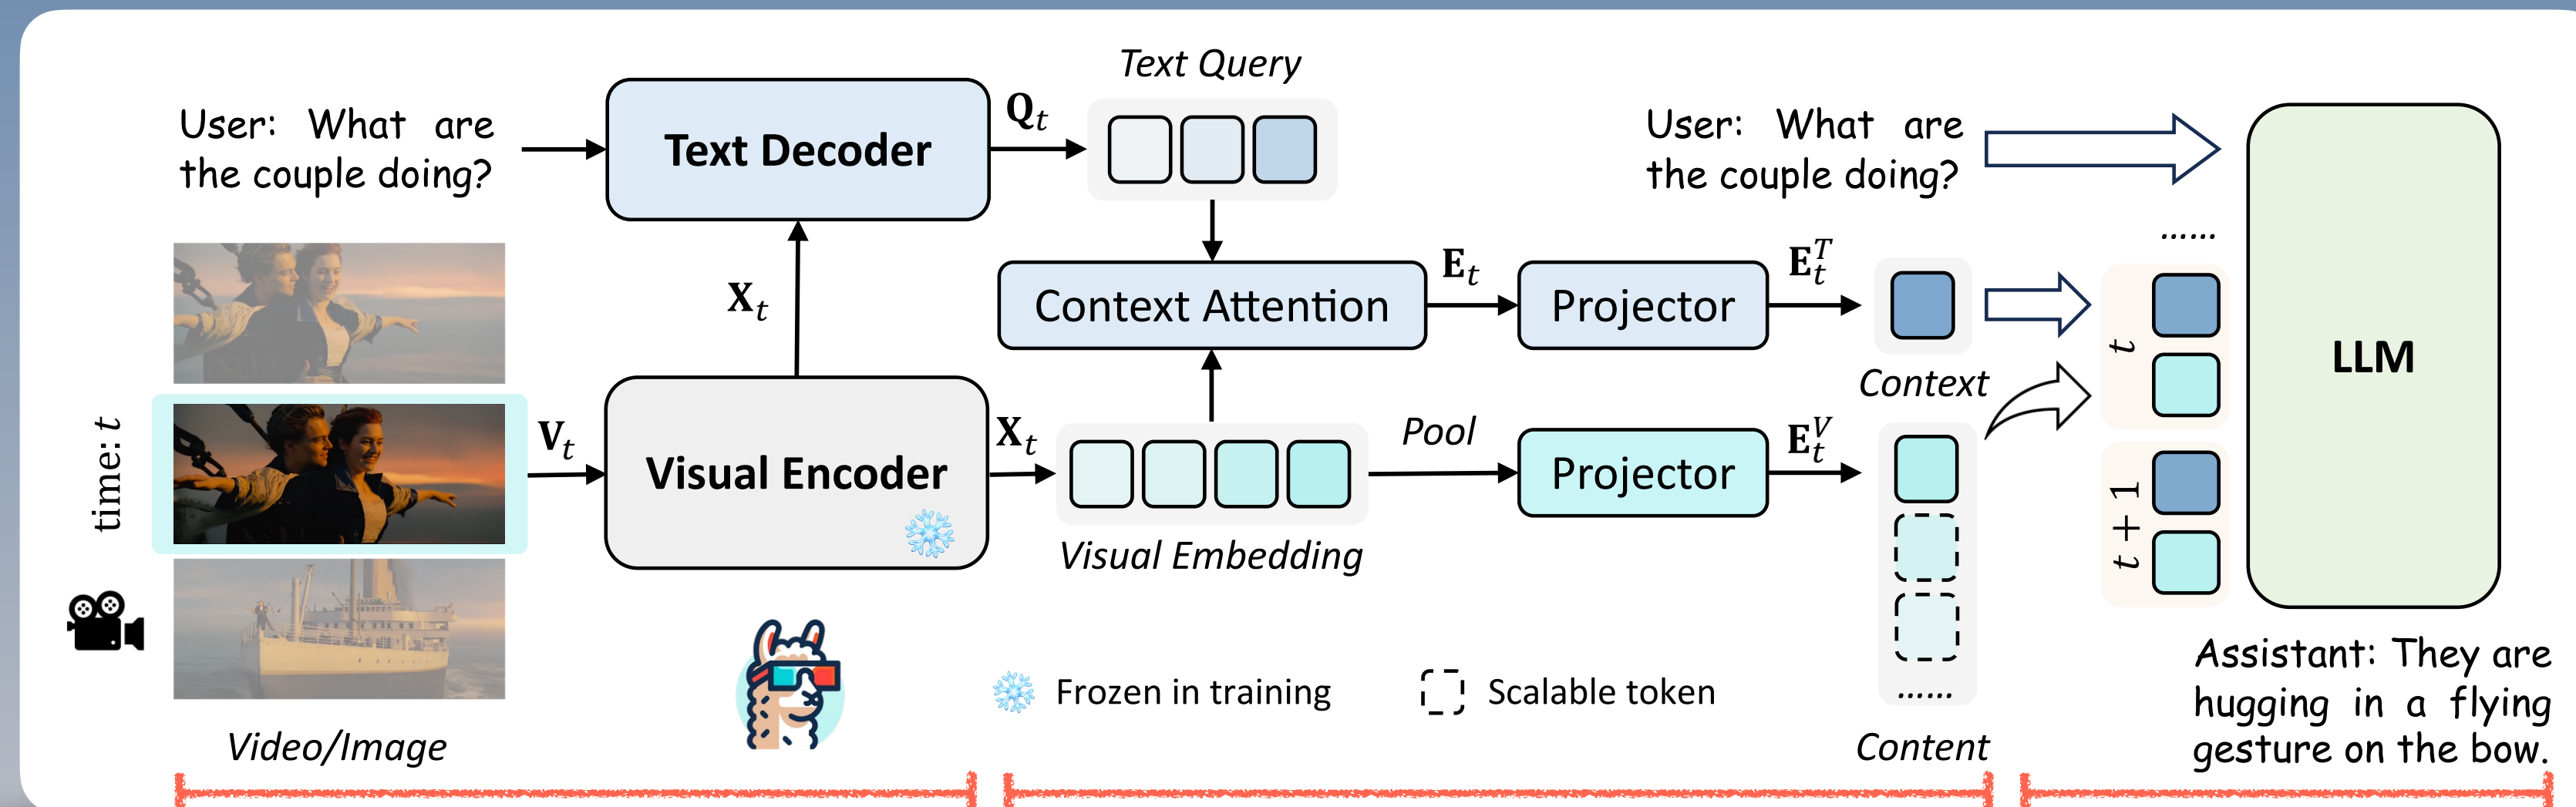 Text Query
User: What are
the couple doing?
Text Decoder
Q_t
User: What are
the couple doing?
......
X_t
Context Attention
E_t
Projector
E_t^T
Context
t
LLM
time: t
V_t
Visual Encoder
X_t
Visual Embedding
Pool
Projector
E_t^V
t + 1
......
Content
Frozen in training
Scalable token
Video/Image
Assistant: They are
hugging in a flying
gesture on the bow.